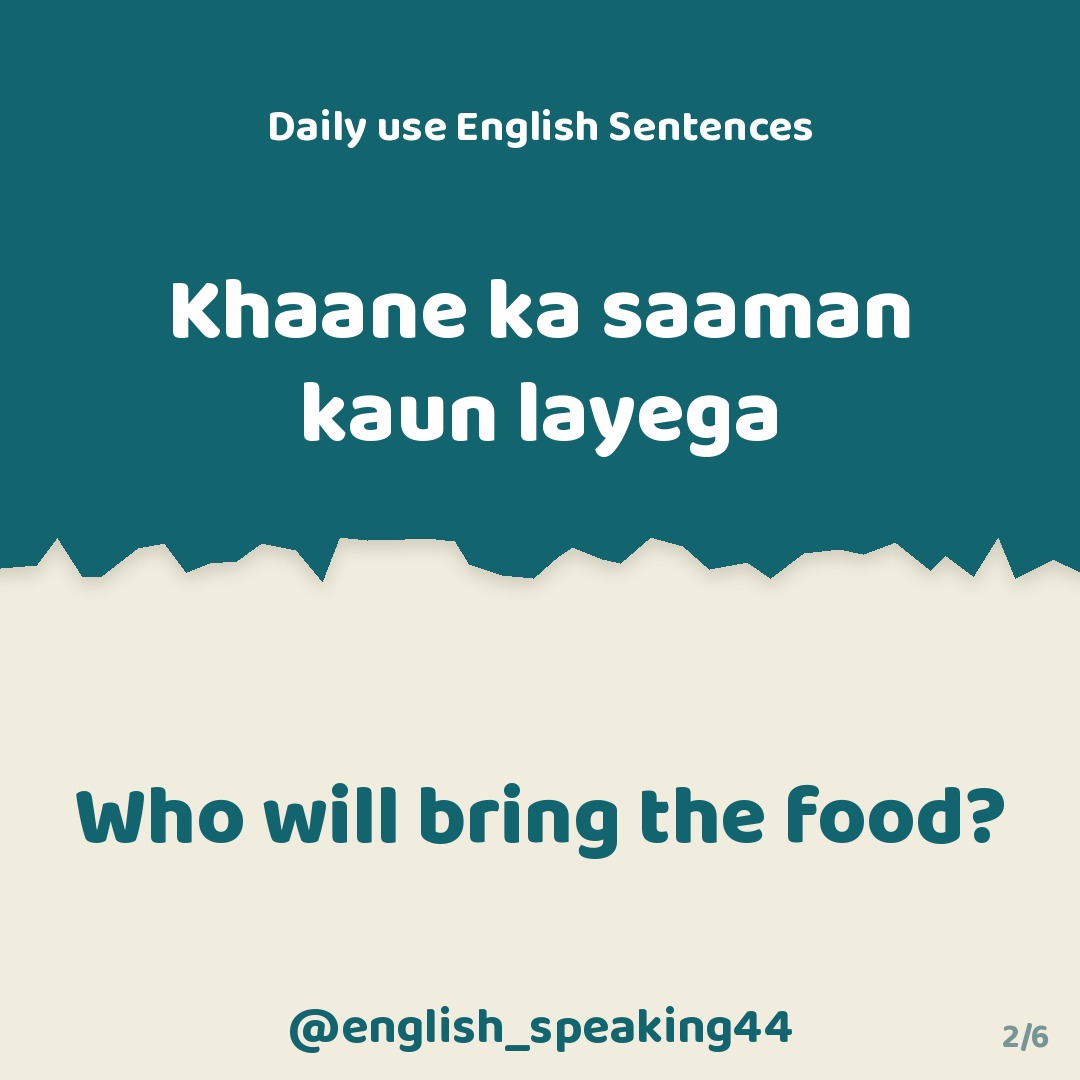 Daily use English Sentences
Khaane ka saaman
kaun layega
Who will bring the food?
@english_speaking44
2/6